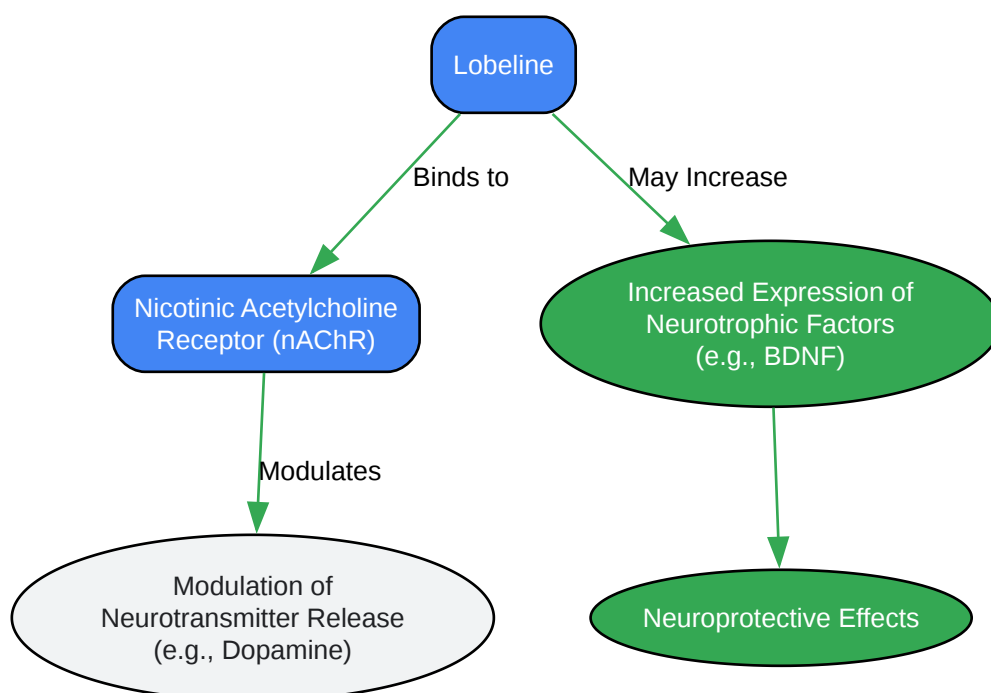 Lobeline
Binds to
May Increase
Nicotinic Acetylcholine
Receptor (nAChR)
Increased Expression of
Neurotrophic Factors
(e.g., BDNF)
Modulates
Modulation of
Neurotransmitter Release
(e.g., Dopamine)
Neuroprotective Effects